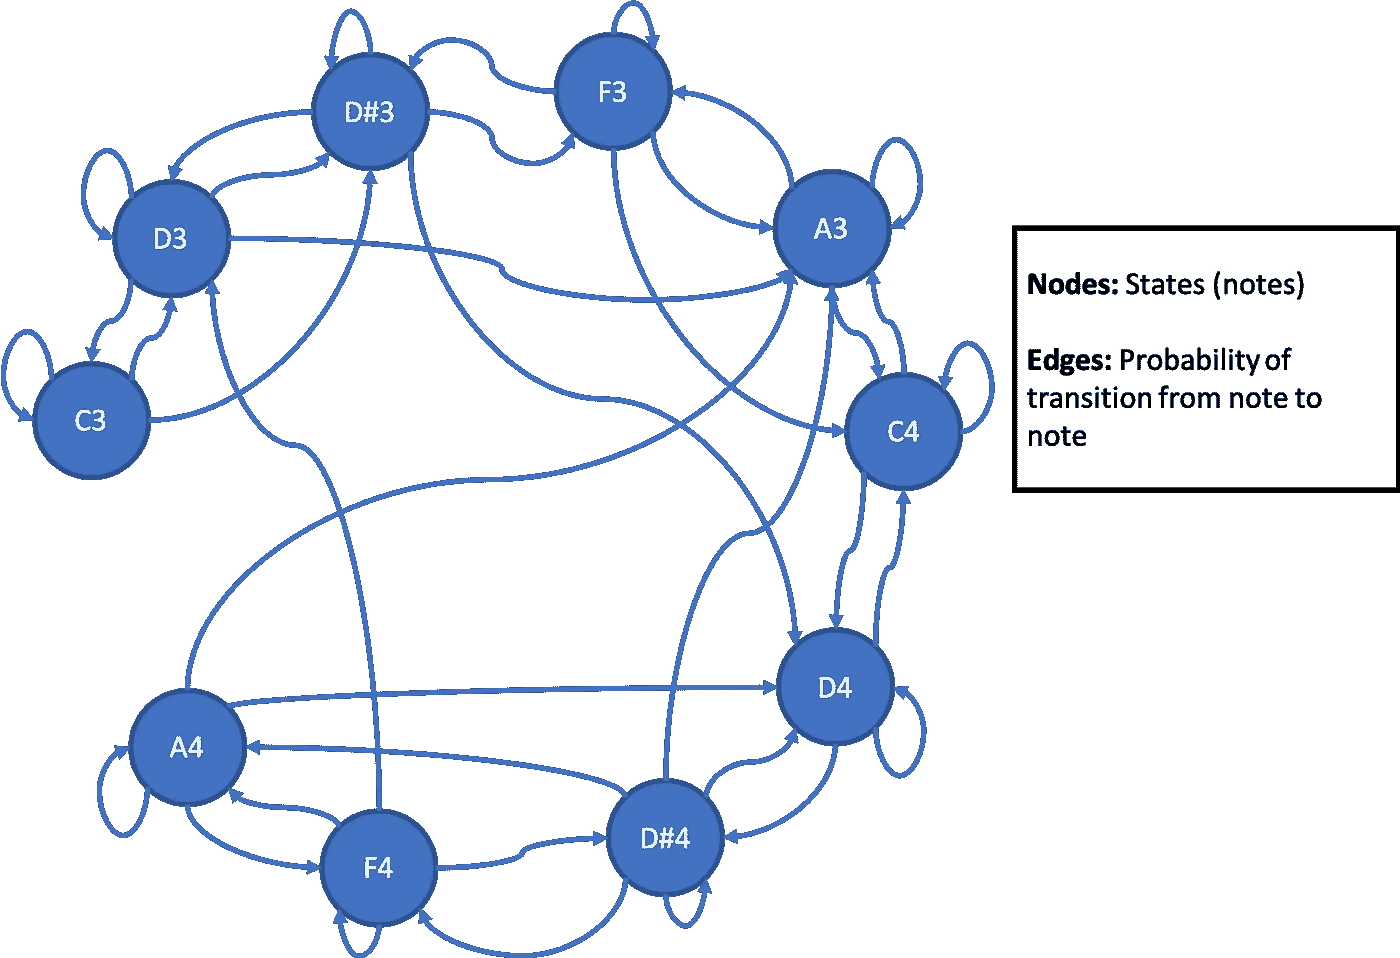 F3
D#3
A3
D3
Nodes: States (notes)
Edges: Probability of
transition from note to
note
C3
C4
D4
A4
D#4
F4